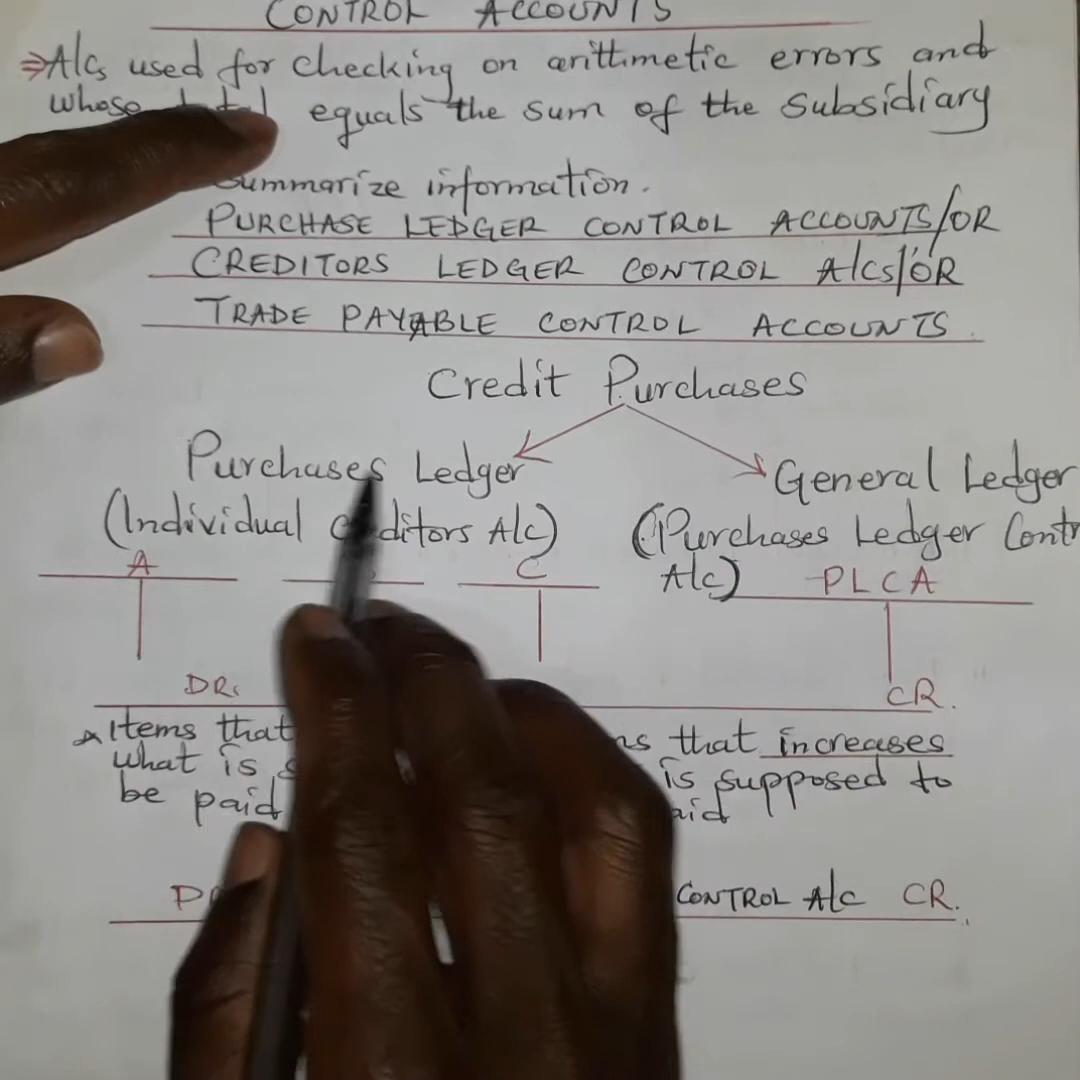 CONTROL ACCOUNTS
⇒A/Cs used for checking on arithmetic errors and
whose total equals the sum of the subsidiary
Summarize information.
PURCHASE LEDGER CONTROL ACCOUNTS/OR
CREDITORS LEDGER CONTROL A/Cs/OR
TRADE PAYABLE CONTROL ACCOUNTS.
Credit Purchases
Purchases Ledger
General Ledger
(Individual Creditors A/C)
(Purchases Ledger Contr
A/C) PLCA
A C
DR. CR.
Items that that increases
what is is supposed to
be paid
CONTROL A/C CR.